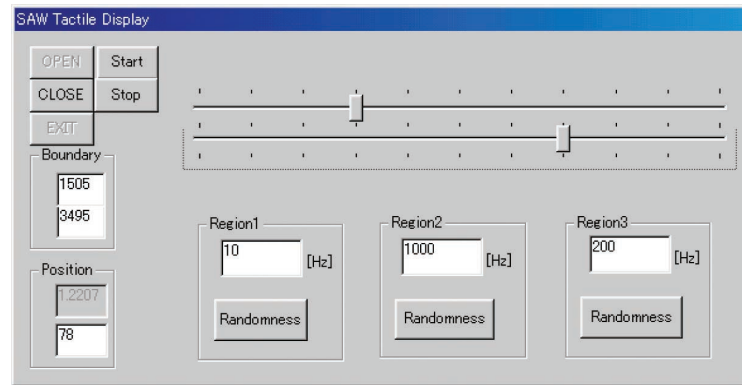 SAW Tactile Display
OPEN Start
CLOSE Stop
EXIT
Boundary
1505
3495
Position
1.2207
78
Region1
10 [Hz]
Randomness
Region2
1000 [Hz]
Randomness
Region3
200 [Hz]
Randomness